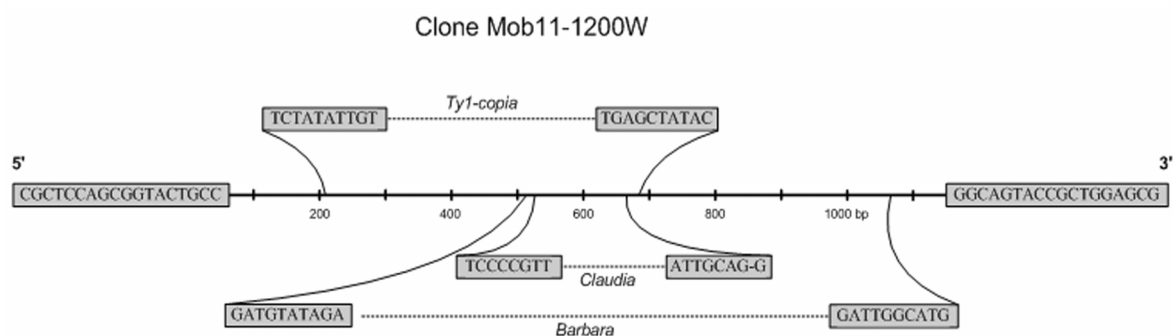 Clone Mob11-1200W
Ty1-copia
TCTATATTGT TGAGCTATAC
5' 3'
CGCTCCAGCGGTACTGCC GGCAGTACCGCTGGAGCG
200 400 600 800 1000 bp
TCCCCGTT ATTGCAG-G
Claudia
GATGTATAGA GATTGGCATG
Barbara